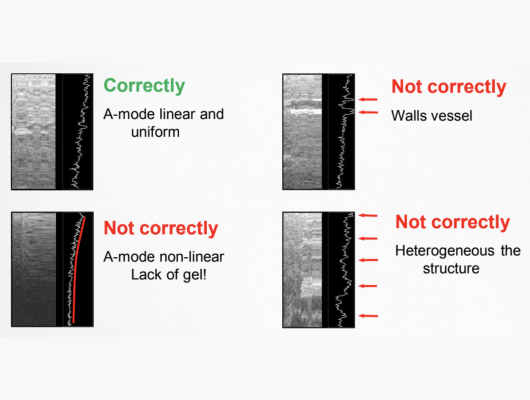 Correctly
A-mode linear and
uniform
Not correctly
Walls vessel
Not correctly
A-mode non-linear
Lack of gel!
Not correctly
Heterogeneous the
structure